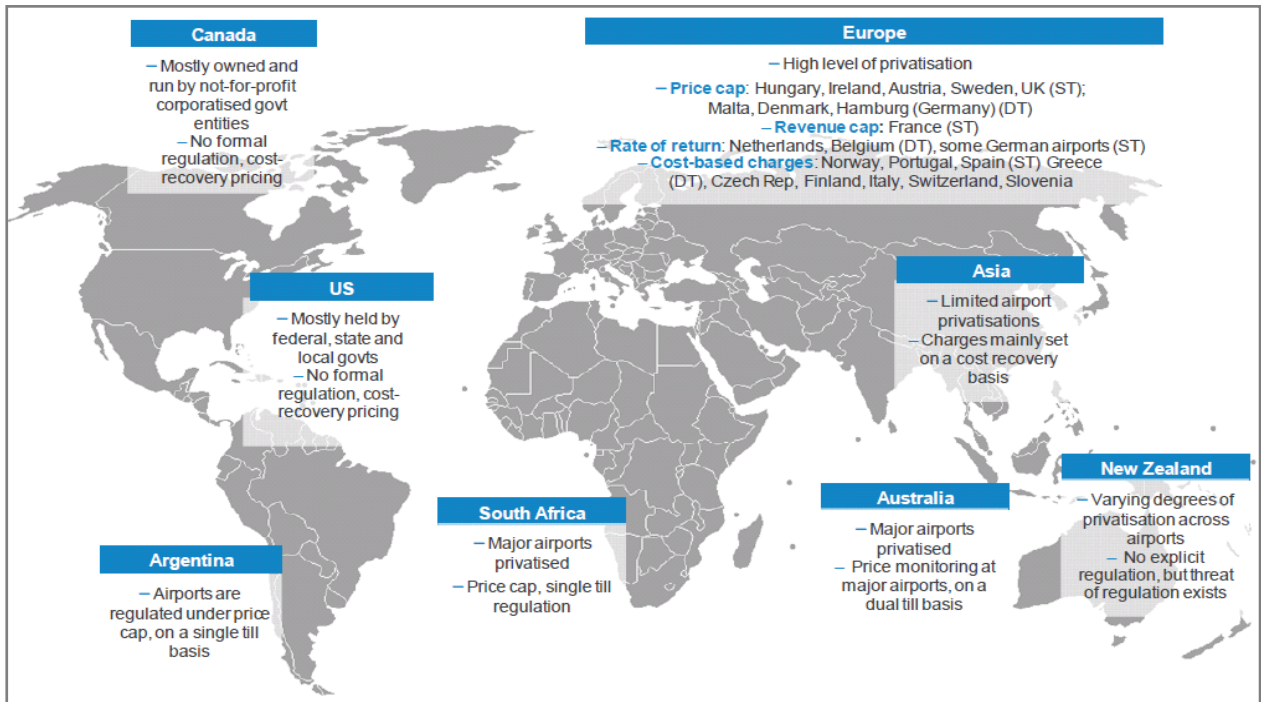 Canada
– Mostly owned and
run by not-for-profit
corporatised govt
entities
– No formal
regulation, cost-
recovery pricing
Europe
– High level of privatisation
– Price cap: Hungary, Ireland, Austria, Sweden, UK (ST);
Malta, Denmark, Hamburg (Germany) (DT)
– Revenue cap: France (ST)
– Rate of return: Netherlands, Belgium (DT), some German airports (ST)
– Cost-based charges: Norway, Portugal, Spain (ST) Greece
(DT), Czech Rep, Finland, Italy, Switzerland, Slovenia
US
– Mostly held by
federal, state and
local govts
– No formal
regulation, cost-
recovery pricing
Asia
– Limited airport
privatisations
– Charges mainly set
on a cost recovery
basis
Argentina
– Airports are
regulated under price
cap, on a single till
basis
South Africa
– Major airports
privatised
– Price cap, single till
regulation
Australia
– Major airports
privatised
– Price monitoring at
major airports, on a
dual till basis
New Zealand
– Varying degrees of
privatisation across
airports
– No explicit
regulation, but threat
of regulation exists